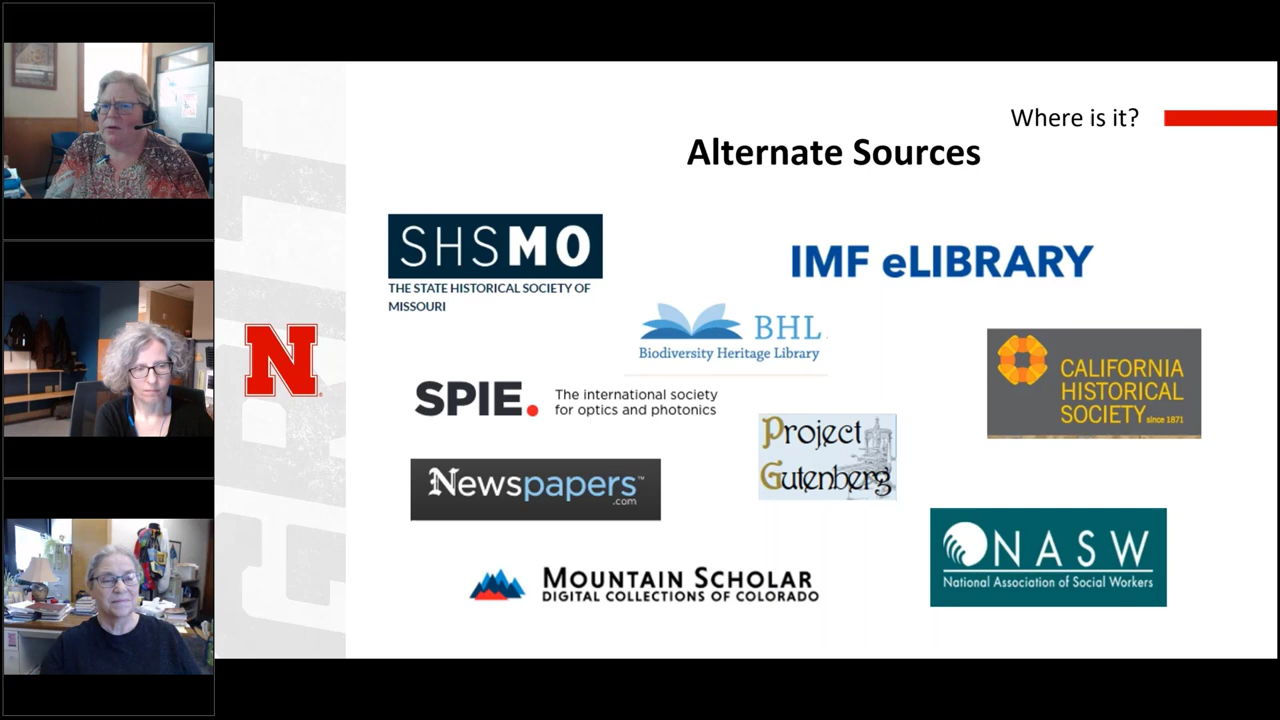 Where is it?
Alternate Sources
SHSMO
THE STATE HISTORICAL SOCIETY OF
MISSOURI
IMF eLIBRARY
BHL
Biodiversity Heritage Library
CALIFORNIA
HISTORICAL
SOCIETY since 1871
SPIE.
The international society
for optics and photonics
Project
Gutenberg
Newspapers™
.com
NASW
National Association of Social Workers
MOUNTAIN SCHOLAR
DIGITAL COLLECTIONS OF COLORADO
N
GRIT